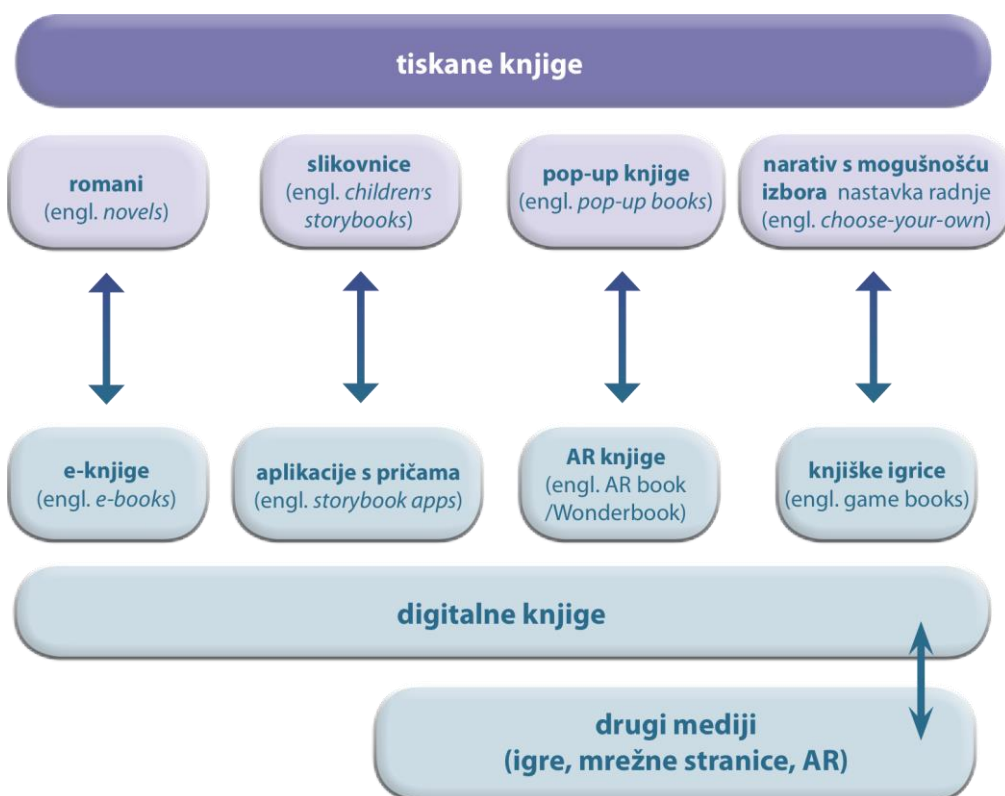 tiskane knjige
romani
(engl. novels)
slikovnice
(engl. children's
storybooks)
pop-up knjige
(engl. pop-up books)
narativ s mogušnošću
izbora nastavka radnje
(engl. choose-your-own)
e-knjige
(engl. e-books)
aplikacije s pričama
(engl. storybook apps)
AR knjige
(engl. AR book
/Wonderbook)
knjiške igrice
(engl. game books)
digitalne knjige
drugi mediji
(igre, mrežne stranice, AR)